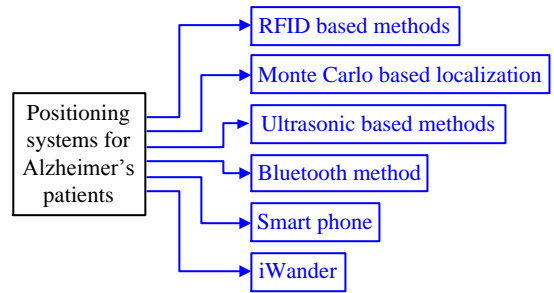 Positioning
systems for
Alzheimer's
patients
RFID based methods
Monte Carlo based localization
Ultrasonic based methods
Bluetooth method
Smart phone
iWander